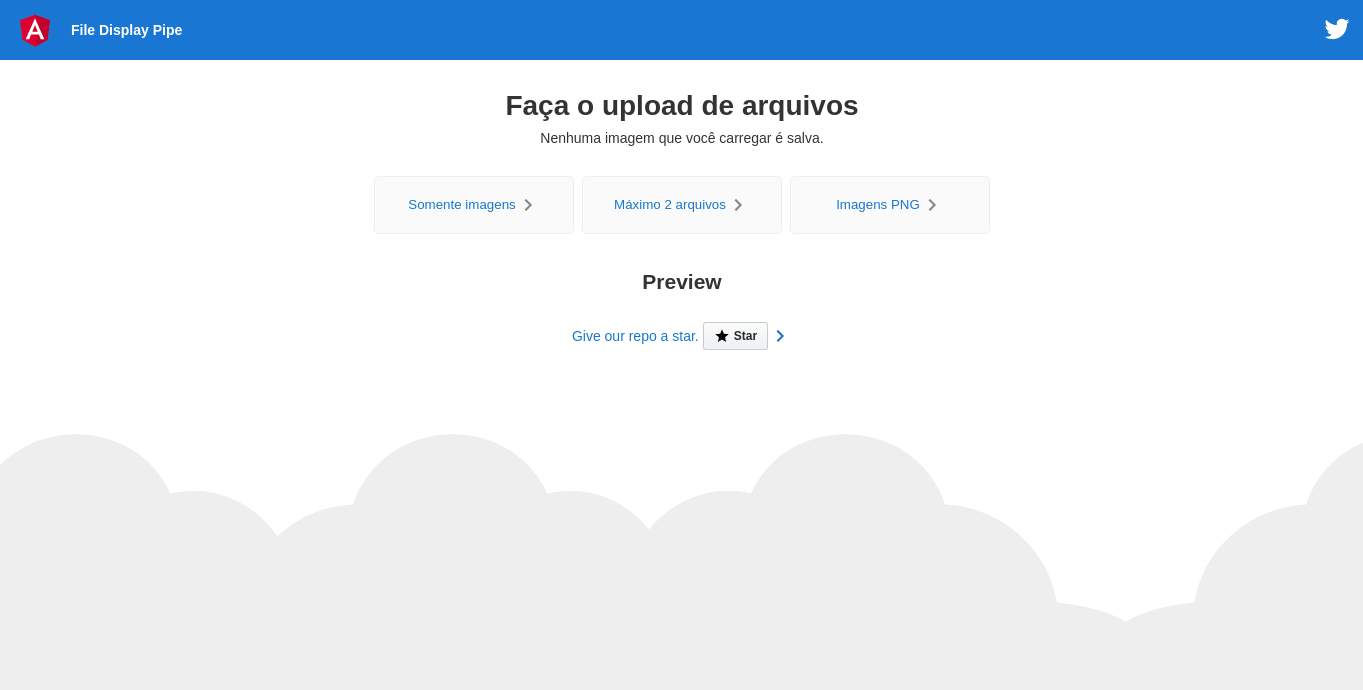 File Display Pipe
Faça o upload de arquivos
Nenhuma imagem que você carregar é salva.
Somente imagens
Máximo 2 arquivos
Imagens PNG
Preview
Give our repo a star. Star